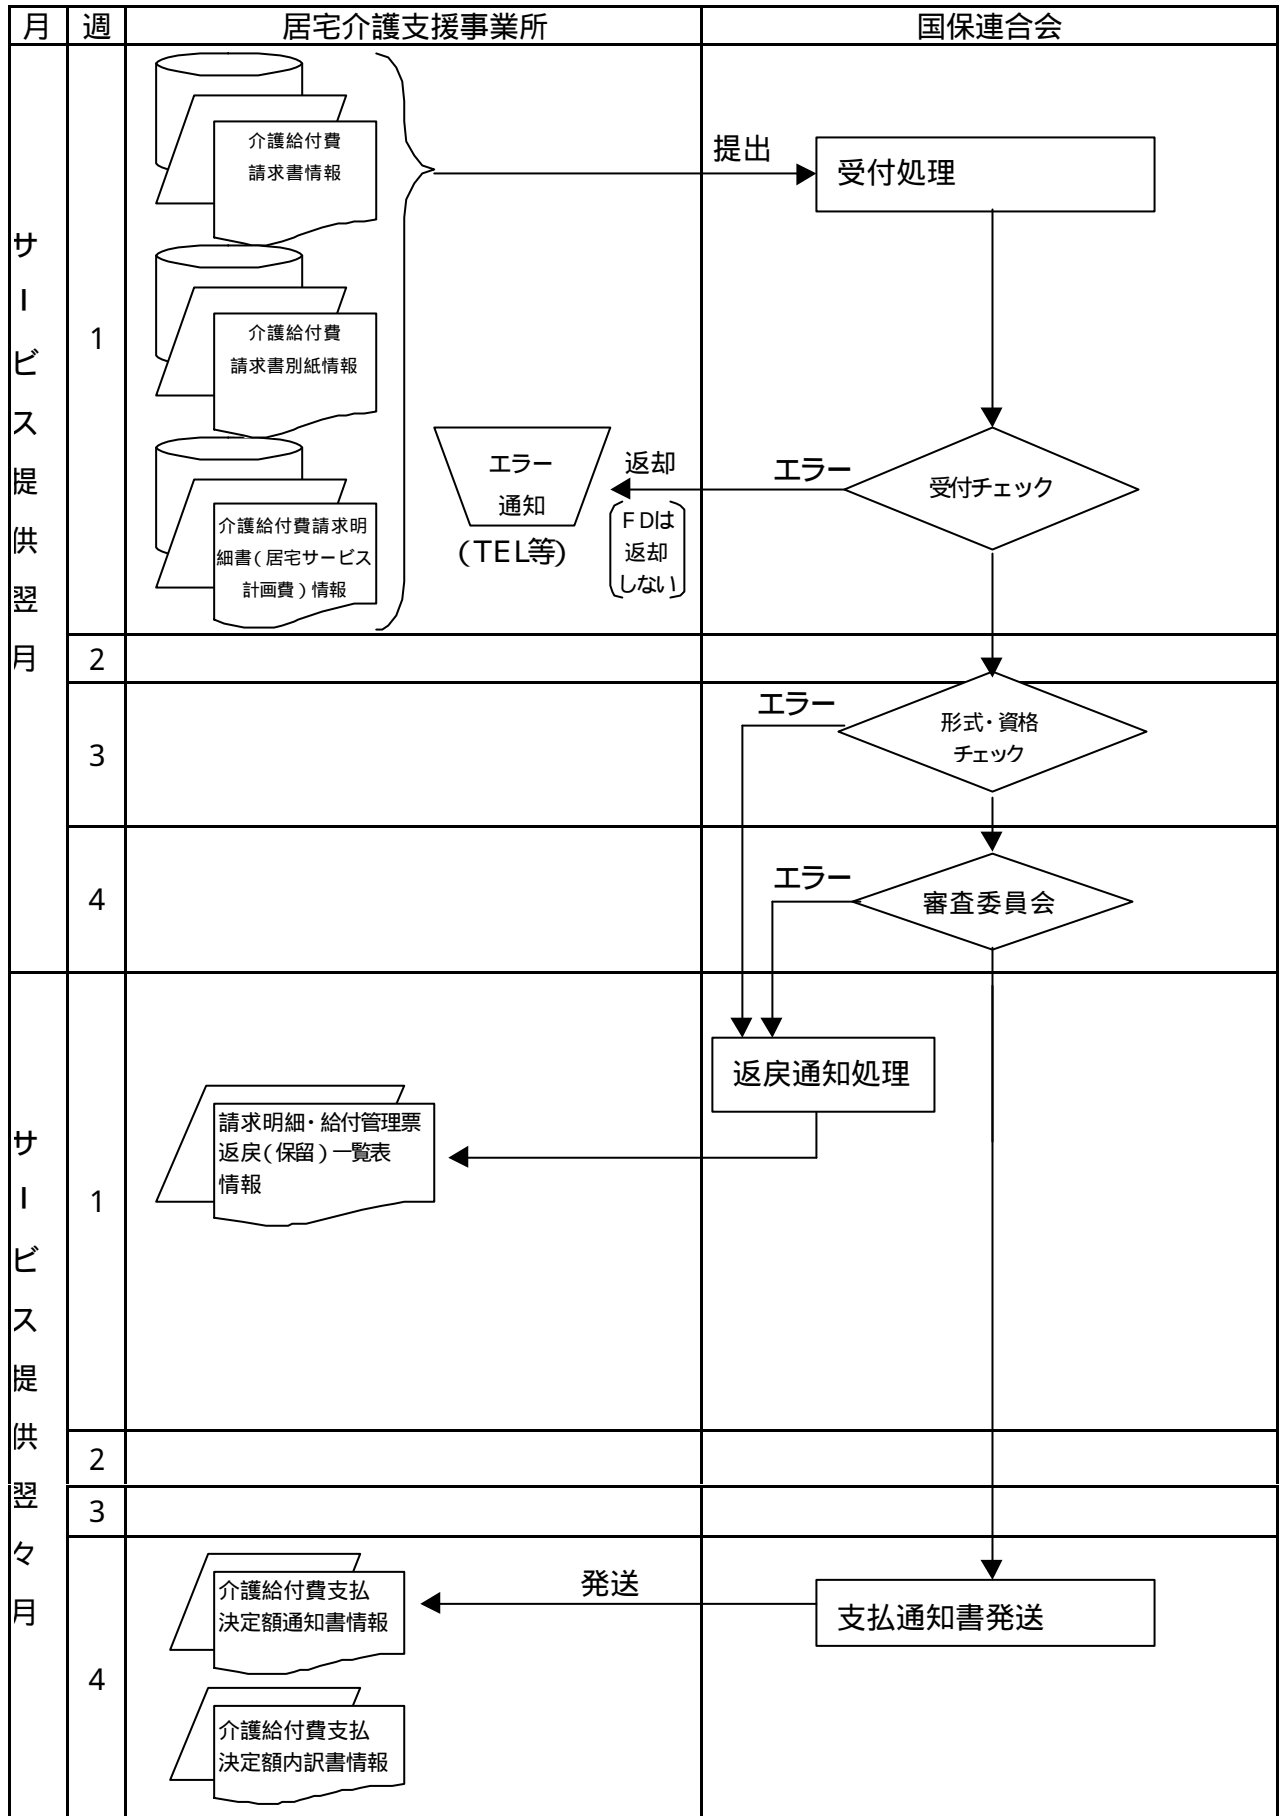 月 週 居宅介護支援事業所 国保連合会
サービス提供翌月
1
介護給付費
請求書情報
提出
受付処理
介護給付費
請求書別紙情報
介護給付費請求明
細書(居宅サービス
計画費)情報
エラー
通知
(TEL等)
返却
FDは
返却
しない
エラー
受付チェック
2
3
エラー
形式・資格
チェック
4
エラー
審査委員会
サービス提供翌々月
1
返戻通知処理
請求明細・給付管理票
返戻(保留)一覧表
情報
2
3
4
介護給付費支払
決定額通知書情報
発送
支払通知書発送
介護給付費支払
決定額内訳書情報